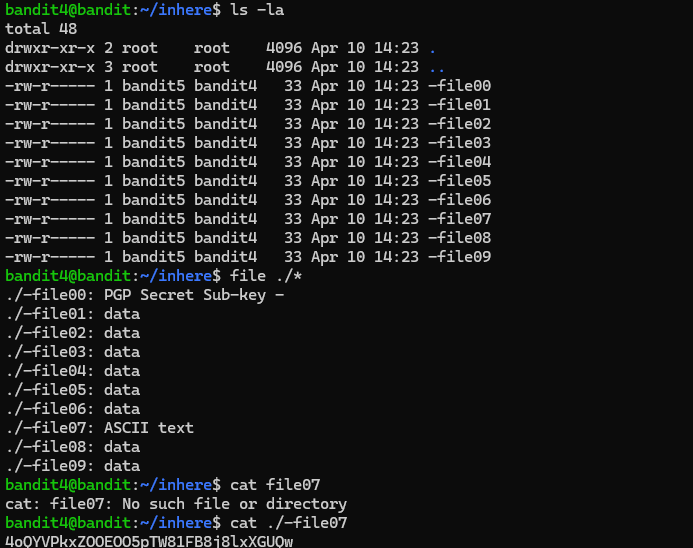 bandit4@bandit:~/inhere$ ls -la
total 48
drwxr-xr-x 2 root    root    4096 Apr 10 14:23 .
drwxr-xr-x 3 root    root    4096 Apr 10 14:23 ..
-rw-r----- 1 bandit5 bandit4   33 Apr 10 14:23 -file00
-rw-r----- 1 bandit5 bandit4   33 Apr 10 14:23 -file01
-rw-r----- 1 bandit5 bandit4   33 Apr 10 14:23 -file02
-rw-r----- 1 bandit5 bandit4   33 Apr 10 14:23 -file03
-rw-r----- 1 bandit5 bandit4   33 Apr 10 14:23 -file04
-rw-r----- 1 bandit5 bandit4   33 Apr 10 14:23 -file05
-rw-r----- 1 bandit5 bandit4   33 Apr 10 14:23 -file06
-rw-r----- 1 bandit5 bandit4   33 Apr 10 14:23 -file07
-rw-r----- 1 bandit5 bandit4   33 Apr 10 14:23 -file08
-rw-r----- 1 bandit5 bandit4   33 Apr 10 14:23 -file09
bandit4@bandit:~/inhere$ file ./*
./-file00: PGP Secret Sub-key -
./-file01: data
./-file02: data
./-file03: data
./-file04: data
./-file05: data
./-file06: data
./-file07: ASCII text
./-file08: data
./-file09: data
bandit4@bandit:~/inhere$ cat file07
cat: file07: No such file or directory
bandit4@bandit:~/inhere$ cat ./-file07
4oQYVPkxZOOEOO5pTW81FB8j8lxXGUQw